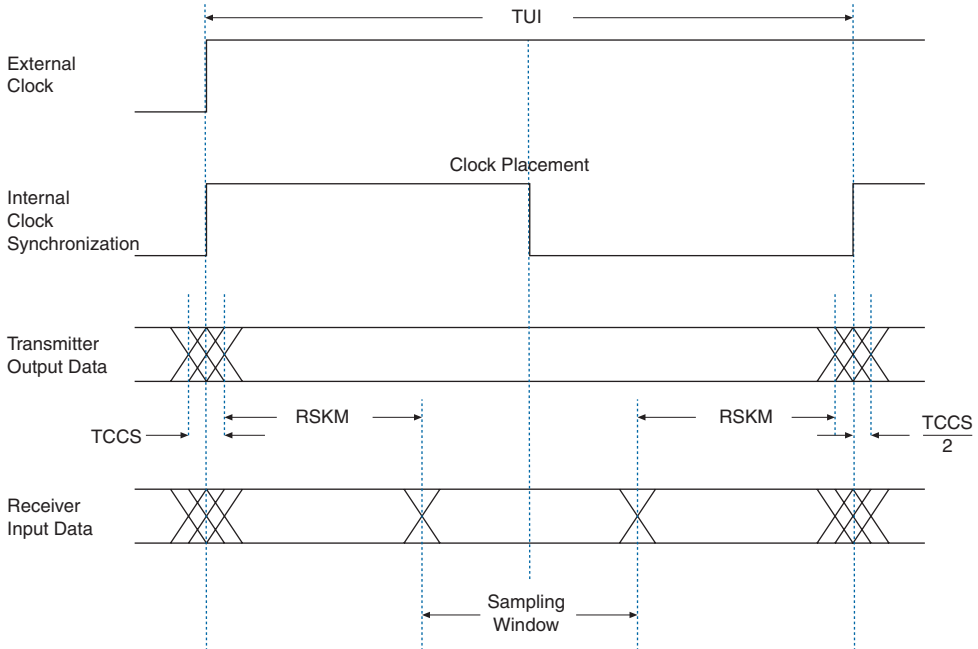 TUI
External
Clock
Clock Placement
Internal
Clock
Synchronization
Transmitter
Output Data
RSKM
RSKM
TCCS
TCCS
2
Receiver
Input Data
Sampling
Window